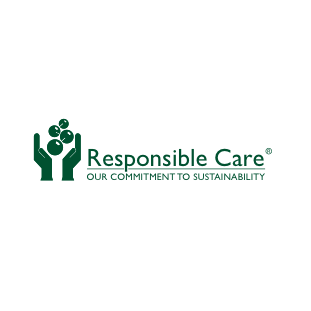 Responsible Care®
OUR COMMITMENT TO SUSTAINABILITY